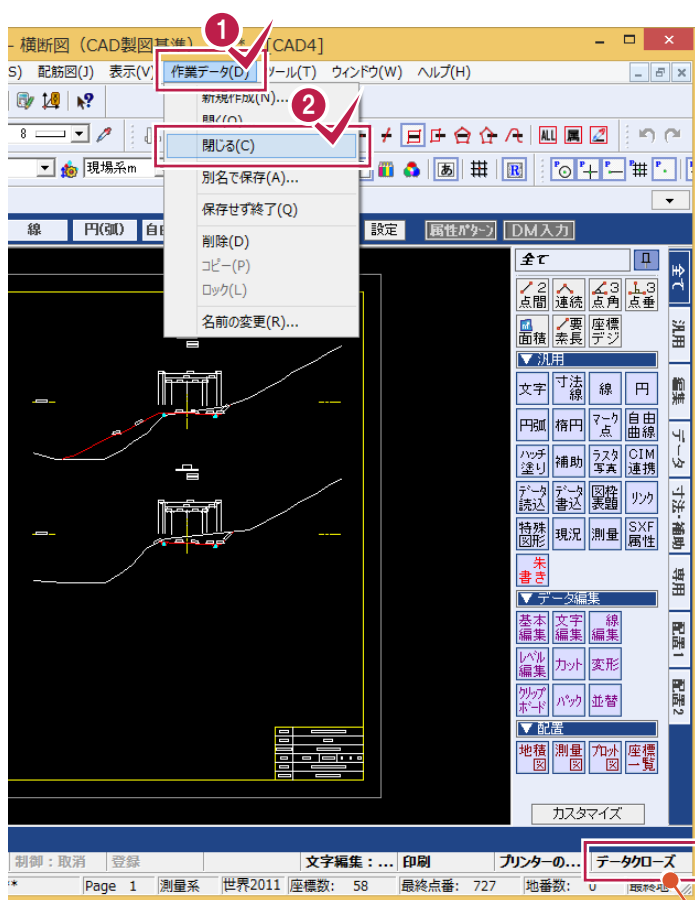 1
- 横断図（CAD製図基準） [CAD4]
S) 配筋図(J) 表示(V) 作業データ(D) ツール(T) ウィンドウ(W) ヘルプ(H)
新規作成(N)...
2
開く(O)...
閉じる(C)
別名で保存(A)...
保存せず終了(Q)
削除(D)
コピー(P)
ロック(L)
名前の変更(R)...
8
ALL
現場系m
あ
R
線 円(弧) 設定 属性ﾊﾟﾀｰﾝ DM入力
全て
2点間 連続 3点角 3点垂
面積 要素長 座標デジ
▼ 汎用
文字 寸法線 線 円
円弧 楕円 マーク点 自由曲線
ハッチ塗り 補助 ラスタ写真 CIM連携
データ読込 データ書込 図枠表題 リンク
特殊図形 現況 測量 SXF属性
朱書き
▼ データ編集
基本編集 文字編集 線編集
レベル編集 カット 変形
クリップボード パック 並替
▼ 配置
地積図 測量図 プロット図 座標一覧
カスタマイズ
全て
汎用
編集
データ
寸法・補助
専用
配置1
配置2
制御：取消 登録 文字編集：... 印刷 プリンターの... データクローズ
* Page 1 測量系 世界2011 座標数: 58 最終点番: 727 地番数: 0 最終地